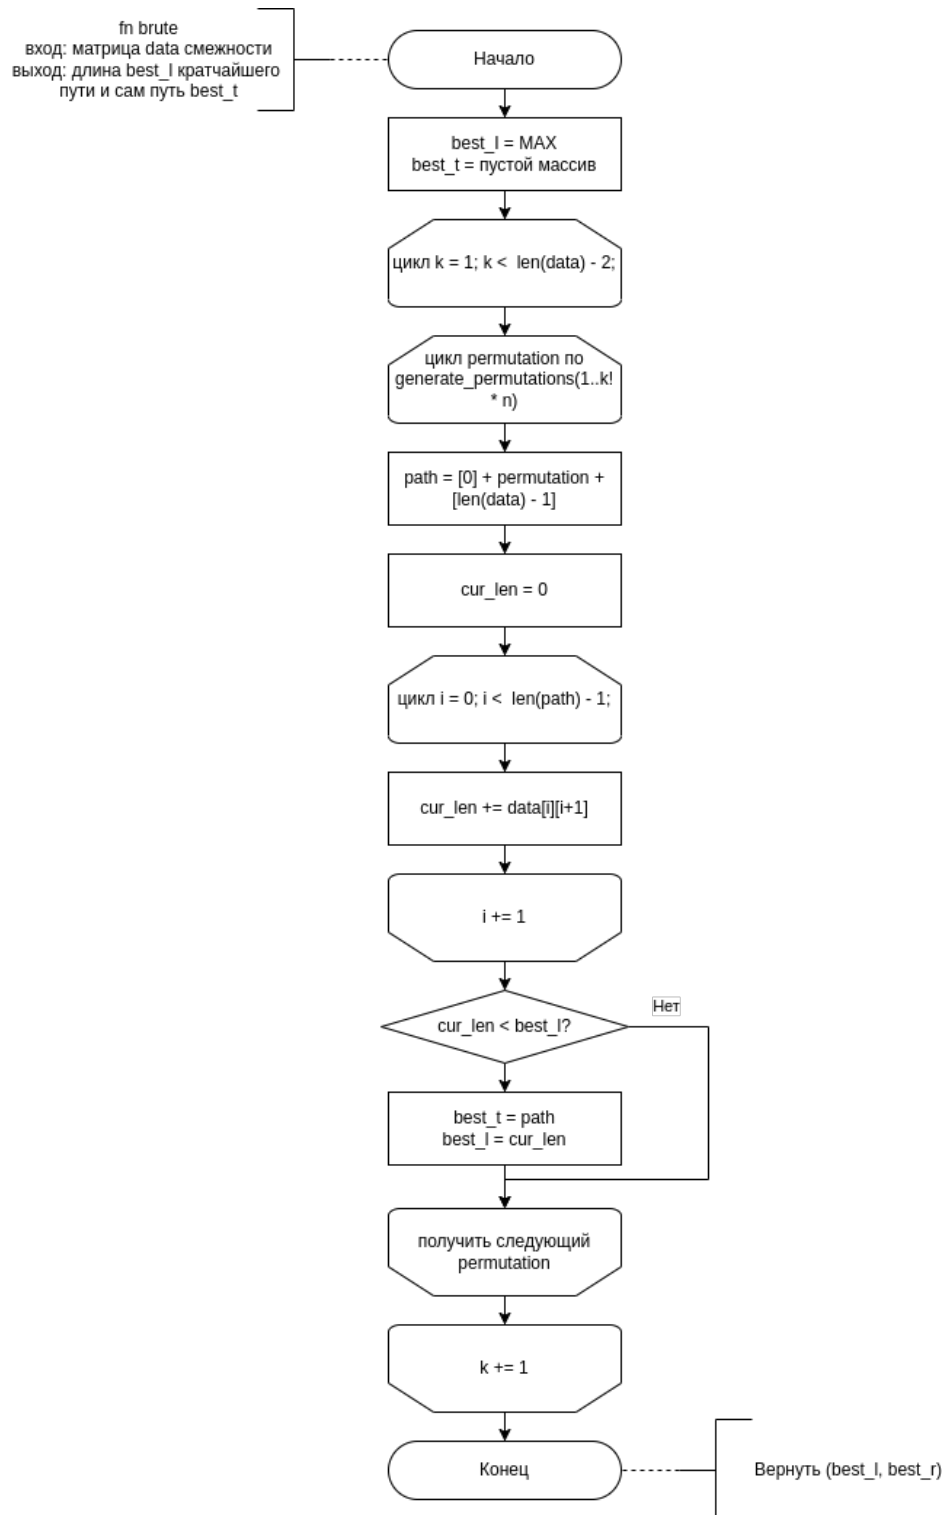 fn brute
вход: матрица data смежности
выход: длина best_l кратчайшего
пути и сам путь best_t
Начало
best_l = MAX
best_t = пустой массив
цикл k = 1; k < len(data) - 2;
цикл permutation по
generate_permutations(1..k!
* n)
path = [0] + permutation +
[len(data) - 1]
cur_len = 0
цикл i = 0; i < len(path) - 1;
cur_len += data[i][i+1]
i += 1
cur_len < best_l?
Нет
best_t = path
best_l = cur_len
получить следующий
permutation
k += 1
Конец
Вернуть (best_l, best_r)